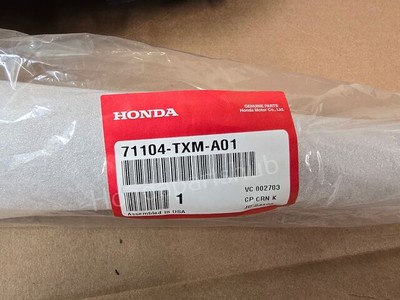 HONDA
GENUINE PARTS
Honda Motor Co., Ltd.
71104-TXM-A01
VC 002703
1
CP CRN K
Assembled in USA